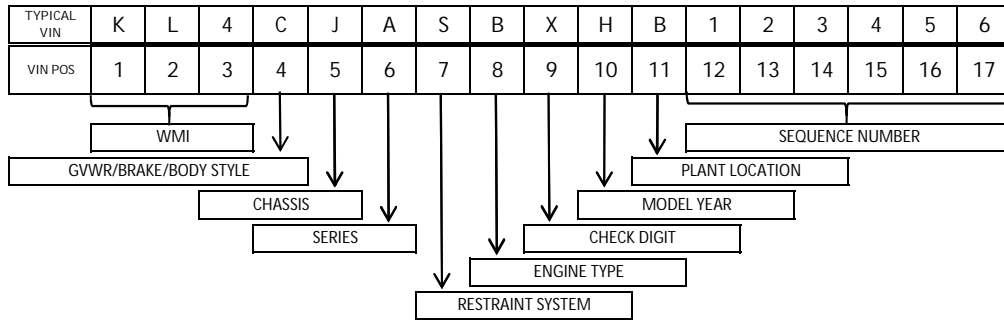 TYPICAL VIN K L 4 C J A S B X H B 1 2 3 4 5 6
VIN POS 1 2 3 4 5 6 7 8 9 10 11 12 13 14 15 16 17
WMI SEQUENCE NUMBER
GVWR/BRAKE/BODY STYLE PLANT LOCATION
CHASSIS MODEL YEAR
SERIES CHECK DIGIT
ENGINE TYPE
RESTRAINT SYSTEM